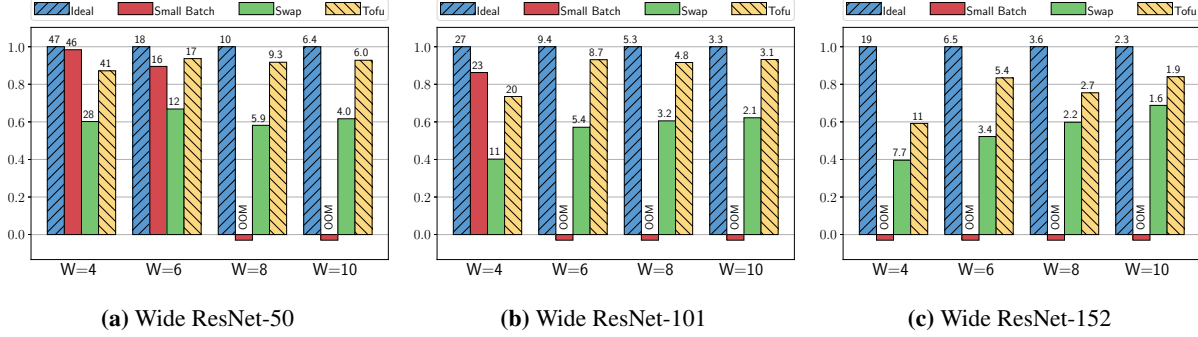 Ideal Small Batch Swap Tofu
47 46 28 41 18 16 12 17 10 OOM 5.9 9.3 6.4 OOM 4.0 6.0
1.0
0.8
0.6
0.4
0.2
0.0
W=4 W=6 W=8 W=10
(a) Wide ResNet-50
Ideal Small Batch Swap Tofu
27 23 11 20 9.4 OOM 5.4 8.7 5.3 OOM 3.2 4.8 3.3 OOM 2.1 3.1
1.0
0.8
0.6
0.4
0.2
0.0
W=4 W=6 W=8 W=10
(b) Wide ResNet-101
Ideal Small Batch Swap Tofu
19 OOM 7.7 11 6.5 OOM 3.4 5.4 3.6 OOM 2.2 2.7 2.3 OOM 1.6 1.9
1.0
0.8
0.6
0.4
0.2
0.0
W=4 W=6 W=8 W=10
(c) Wide ResNet-152